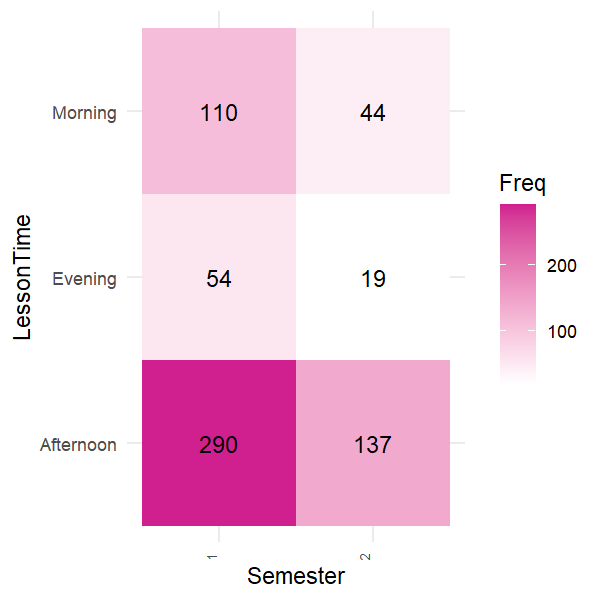 Morning
110
44
Freq
200
100
Evening
54
19
LessonTime
Afternoon
290
137
1
2
Semester